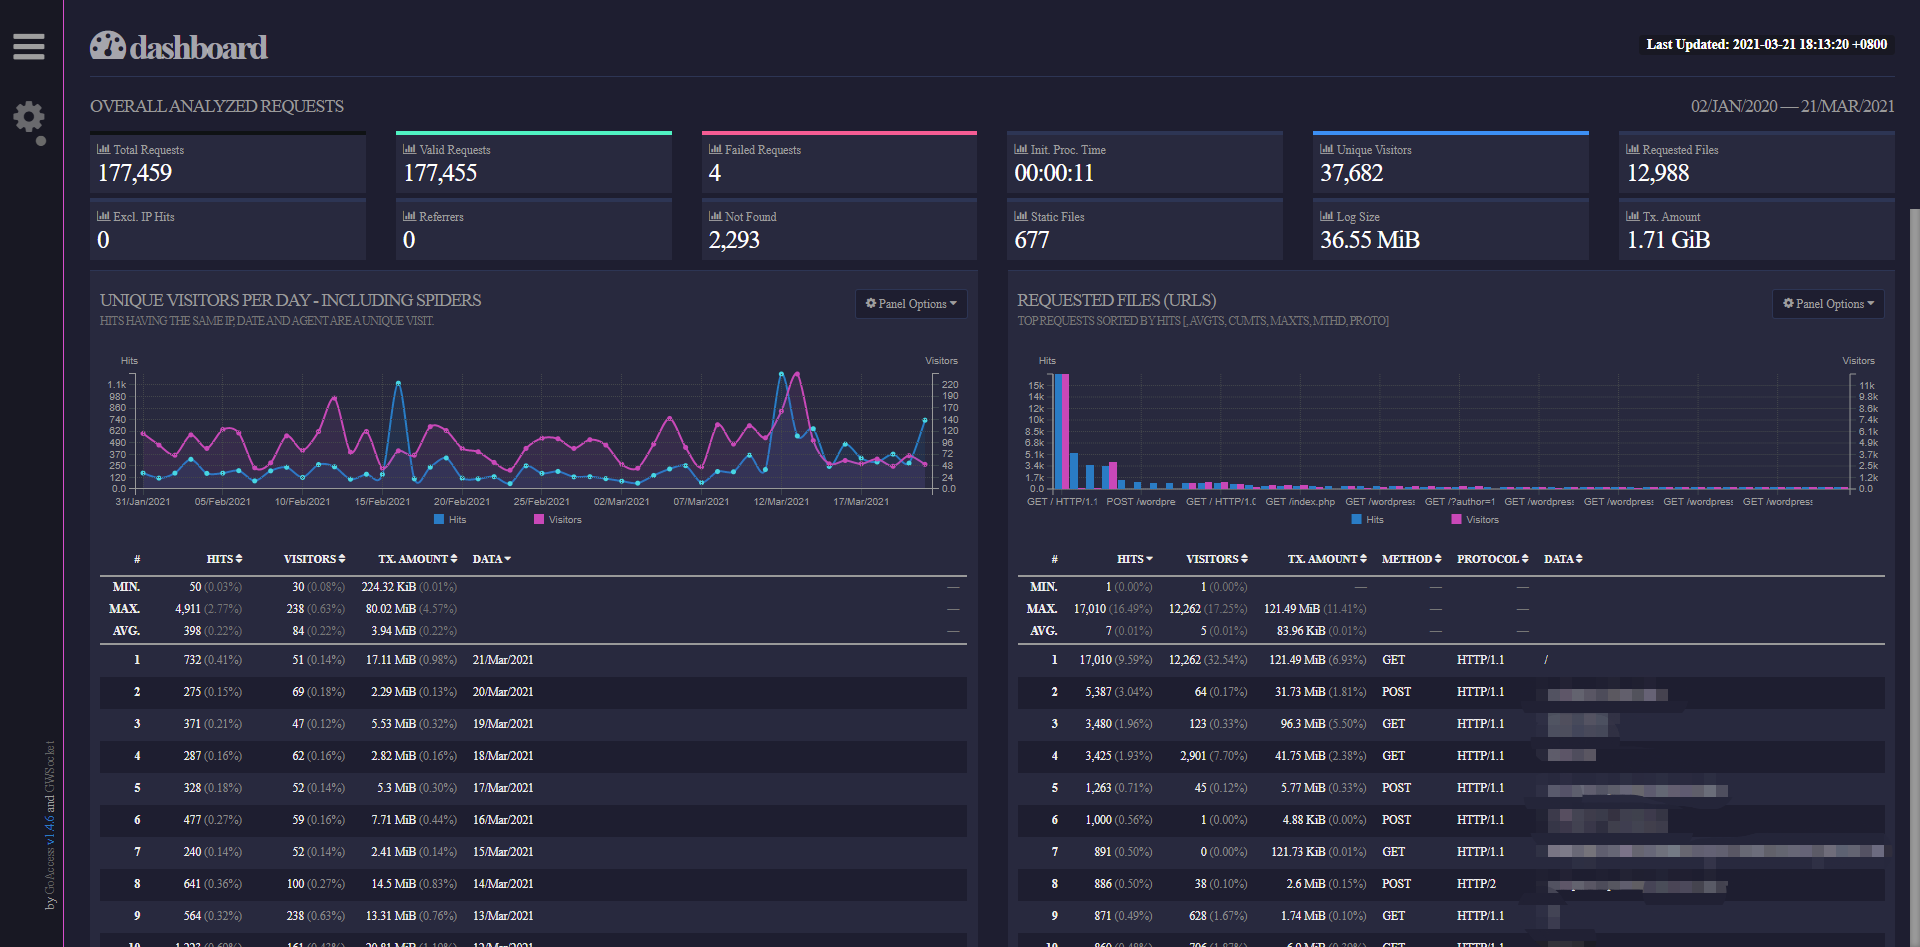 dashboard
Last Updated: 2021-03-21 18:13:20 +0800
OVERALL ANALYZED REQUESTS
02/JAN/2020 — 21/MAR/2021
Total Requests
177,459
Valid Requests
177,455
Failed Requests
4
Init. Proc. Time
00:00:11
Unique Visitors
37,682
Requested Files
12,988
Excl. IP Hits
0
Referrers
0
Not Found
2,293
Static Files
677
Log Size
36.55 MiB
Tx. Amount
1.71 GiB
UNIQUE VISITORS PER DAY - INCLUDING SPIDERS
HITS HAVING THE SAME IP, DATE AND AGENT ARE A UNIQUE VISIT.
Panel Options
Hits
Visitors
1.1k
980
860
740
620
490
370
250
120
0.0
220
190
170
140
120
96
72
48
24
0.0
31/Jan/2021 05/Feb/2021 10/Feb/2021 15/Feb/2021 20/Feb/2021 25/Feb/2021 02/Mar/2021 07/Mar/2021 12/Mar/2021 17/Mar/2021
Hits Visitors
# HITS VISITORS TX. AMOUNT DATA
MIN. 50 (0.03%) 30 (0.08%) 224.32 KiB (0.01%) —
MAX. 4,911 (2.77%) 238 (0.63%) 80.02 MiB (4.57%) —
AVG. 398 (0.22%) 84 (0.22%) 3.94 MiB (0.22%) —
1 732 (0.41%) 51 (0.14%) 17.11 MiB (0.98%) 21/Mar/2021
2 275 (0.15%) 69 (0.18%) 2.29 MiB (0.13%) 20/Mar/2021
3 371 (0.21%) 47 (0.12%) 5.53 MiB (0.32%) 19/Mar/2021
4 287 (0.16%) 62 (0.16%) 2.82 MiB (0.16%) 18/Mar/2021
5 328 (0.18%) 52 (0.14%) 5.3 MiB (0.30%) 17/Mar/2021
6 477 (0.27%) 59 (0.16%) 7.71 MiB (0.44%) 16/Mar/2021
7 240 (0.14%) 52 (0.14%) 2.41 MiB (0.14%) 15/Mar/2021
8 641 (0.36%) 100 (0.27%) 14.5 MiB (0.83%) 14/Mar/2021
9 564 (0.32%) 238 (0.63%) 13.31 MiB (0.76%) 13/Mar/2021
REQUESTED FILES (URLS)
TOP REQUESTS SORTED BY HITS [, AVGTS, CUMTS, MAXTS, MTHD, PROTO]
Panel Options
Hits
Visitors
15k
14k
12k
10k
8.5k
6.8k
5.1k
3.4k
1.7k
0.0
11k
9.8k
8.6k
7.4k
6.1k
4.9k
3.7k
2.5k
1.2k
0.0
GET / HTTP/1.1 POST /wordpre GET / HTTP/1.0 GET /index.php GET /wordpress GET /?author=1 GET /wordpress GET /wordpress GET /wordpress GET /wordpress
Hits Visitors
# HITS VISITORS TX. AMOUNT METHOD PROTOCOL DATA
MIN. 1 (0.00%) 1 (0.00%) — — —
MAX. 17,010 (16.49%) 12,262 (17.25%) 121.49 MiB (11.41%) — —
AVG. 7 (0.01%) 5 (0.01%) 83.96 KiB (0.01%) — —
1 17,010 (9.59%) 12,262 (32.54%) 121.49 MiB (6.93%) GET HTTP/1.1 /
2 5,387 (3.04%) 64 (0.17%) 31.73 MiB (1.81%) POST HTTP/1.1
3 3,480 (1.96%) 123 (0.33%) 96.3 MiB (5.50%) GET HTTP/1.1
4 3,425 (1.93%) 2,901 (7.70%) 41.75 MiB (2.38%) GET HTTP/1.1
5 1,263 (0.71%) 45 (0.12%) 5.77 MiB (0.33%) POST HTTP/1.1
6 1,000 (0.56%) 1 (0.00%) 4.88 KiB (0.00%) POST HTTP/1.1
7 891 (0.50%) 0 (0.00%) 121.73 KiB (0.01%) GET HTTP/1.1
8 886 (0.50%) 38 (0.10%) 2.6 MiB (0.15%) POST HTTP/2
9 871 (0.49%) 628 (1.67%) 1.74 MiB (0.10%) GET HTTP/1.1
by GoAccess v1.4.6 and GWSocket